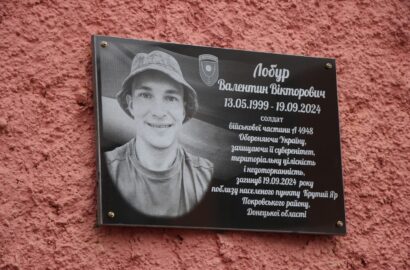 Лобур
Валентин Вікторович
13.05.1999 - 19.09.2024
солдат
військової частини А 4948
Обороняючи Україну,
захищаючи її суверенітет,
територіальну цілісність
і недоторканність,
загинув 19.09.2024 року
поблизу населеного пункту Крутий Яр
Покровського району,
Донецької області